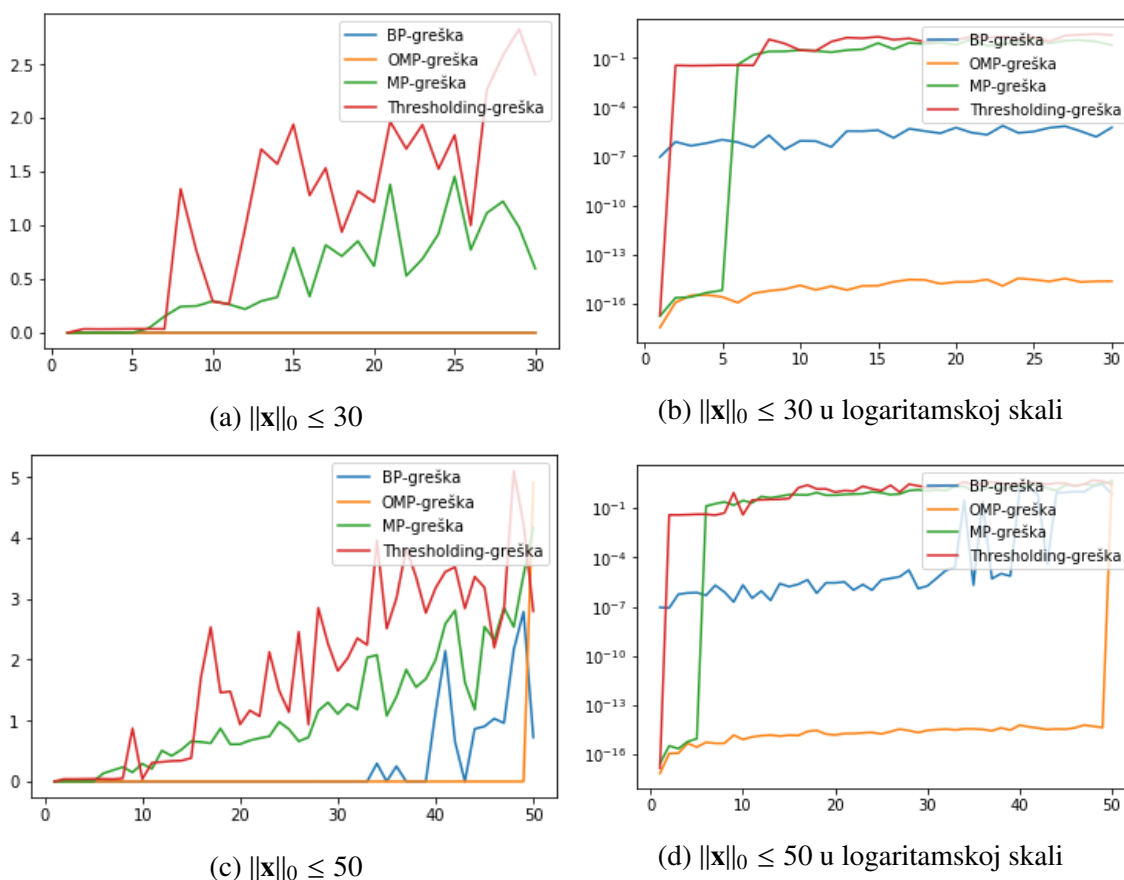 BP-greška
OMP-greška
MP-greška
Thresholding-greška
2.5
2.0
1.5
1.0
0.5
0.0
0 5 10 15 20 25 30
(a) ‖x‖₀ ≤ 30
BP-greška
OMP-greška
MP-greška
Thresholding-greška
10⁻¹
10⁻⁴
10⁻⁷
10⁻¹⁰
10⁻¹³
10⁻¹⁶
0 5 10 15 20 25 30
(b) ‖x‖₀ ≤ 30 u logaritamskoj skali
BP-greška
OMP-greška
MP-greška
Thresholding-greška
5
4
3
2
1
0
0 10 20 30 40 50
(c) ‖x‖₀ ≤ 50
BP-greška
OMP-greška
MP-greška
Thresholding-greška
10⁻¹
10⁻⁴
10⁻⁷
10⁻¹⁰
10⁻¹³
10⁻¹⁶
0 10 20 30 40 50
(d) ‖x‖₀ ≤ 50 u logaritamskoj skali